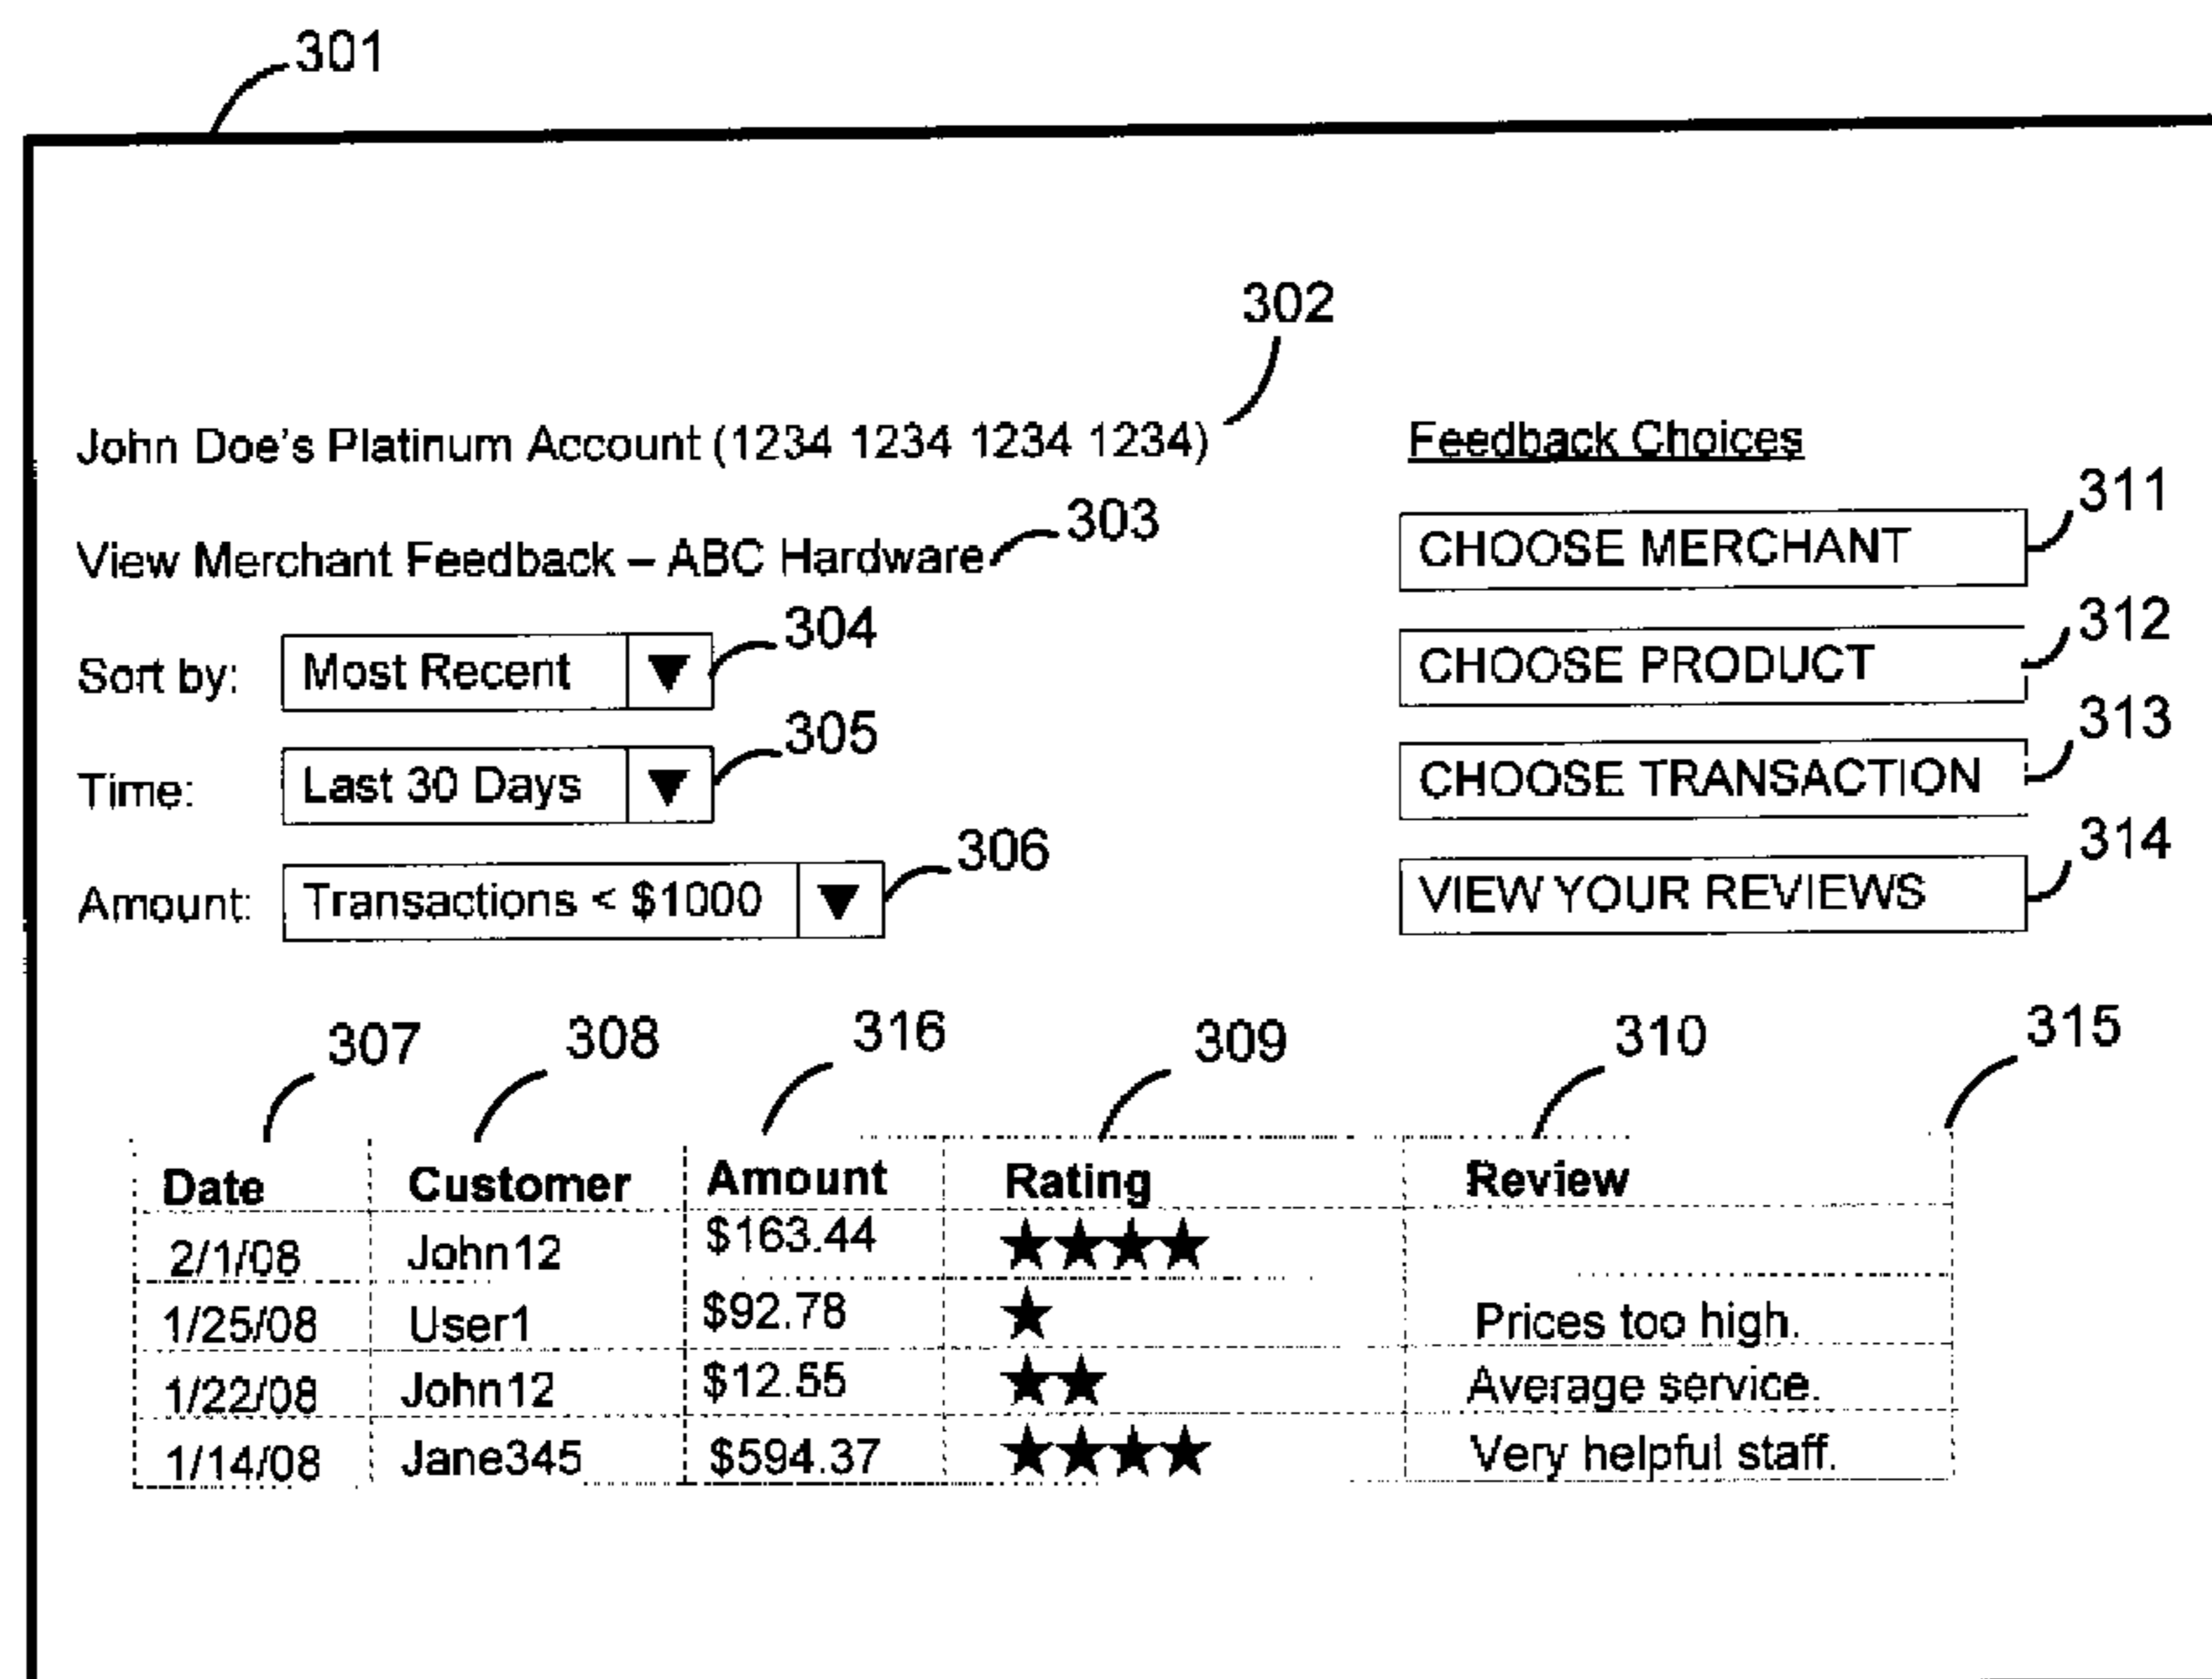 301
302
John Doe's Platinum Account (1234 1234 1234 1234)
Feedback Choices
311
303
View Merchant Feedback – ABC Hardware
CHOOSE MERCHANT
304
312
Sort by: Most Recent ▼
CHOOSE PRODUCT
305
313
Time: Last 30 Days ▼
CHOOSE TRANSACTION
306
314
Amount: Transactions < $1000 ▼
VIEW YOUR REVIEWS
307 308 316 309 310 315
Date Customer Amount Rating Review
2/1/08 John12 $163.44 ★★★★
1/25/08 User1 $92.78 ★ Prices too high.
1/22/08 John12 $12.55 ★★ Average service.
1/14/08 Jane345 $594.37 ★★★★ Very helpful staff.